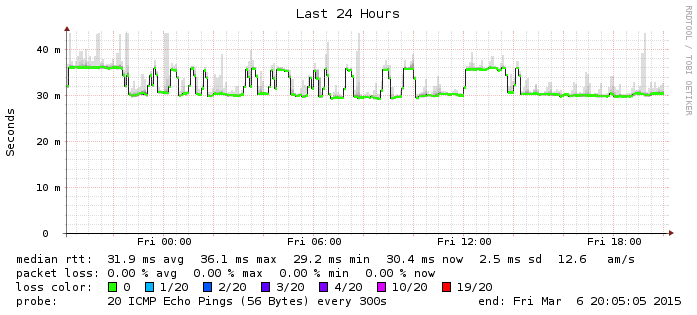 Last 24 Hours
RRDTOOL / TOBI OETIKER
Seconds
40 m
30 m
20 m
10 m
0
Fri 00:00 Fri 06:00 Fri 12:00 Fri 18:00
median rtt: 31.9 ms avg 36.1 ms max 29.2 ms min 30.4 ms now 2.5 ms sd 12.6 am/s
packet loss: 0.00 % avg 0.00 % max 0.00 % min 0.00 % now
loss color: 0 1/20 2/20 3/20 4/20 10/20 19/20
probe: 20 ICMP Echo Pings (56 Bytes) every 300s end: Fri Mar 6 20:05:05 2015